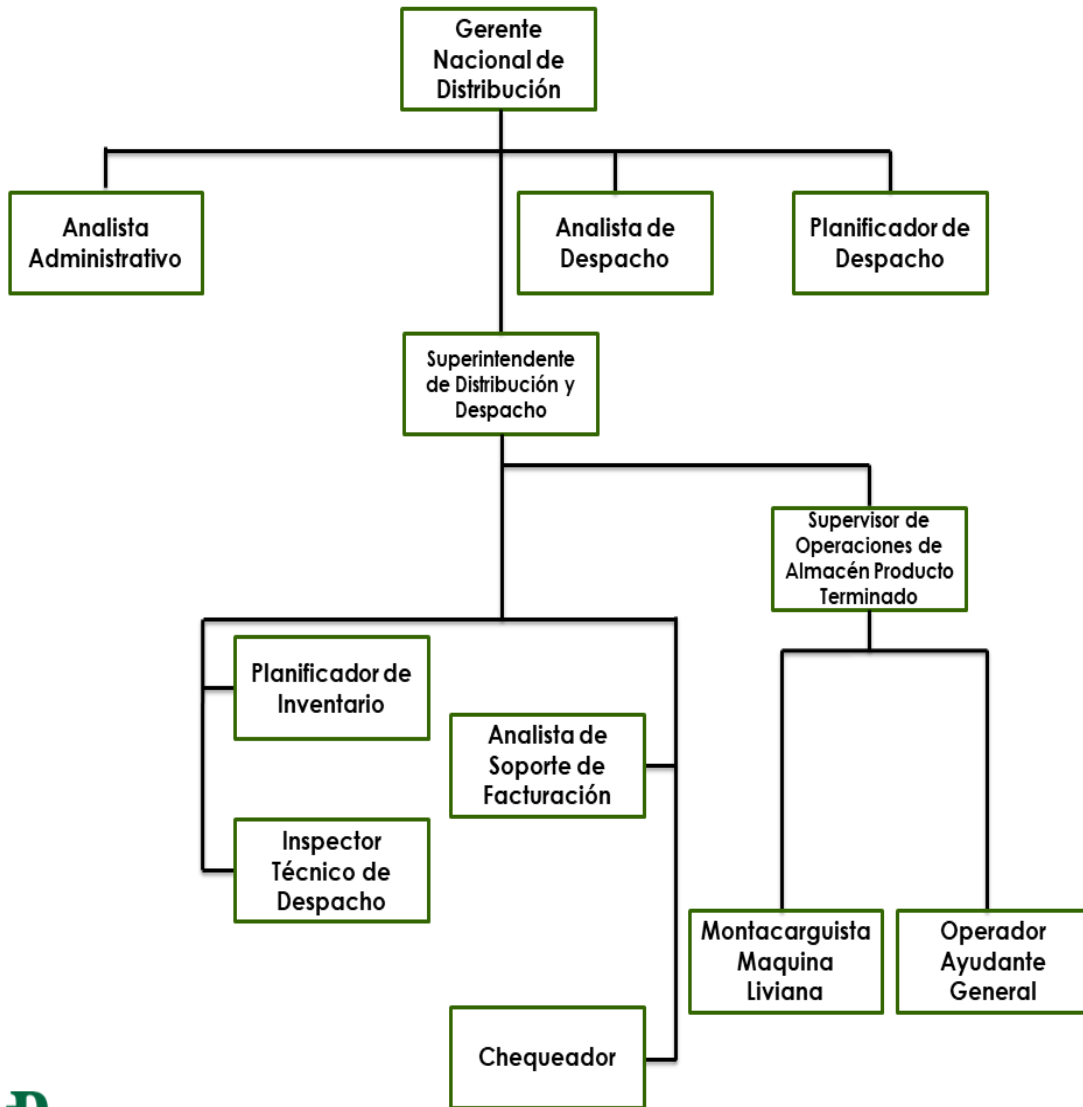 Gerente
Nacional de
Distribución
Analista
Administrativo
Analista de
Despacho
Planificador de
Despacho
Superintendente
de Distribución y
Despacho
Supervisor de
Operaciones de
Almacén Producto
Terminado
Planificador de
Inventario
Analista de
Soporte de
Facturación
Inspector
Técnico de
Despacho
Montacarguista
Maquina
Liviana
Operador
Ayudante
General
Chequeador